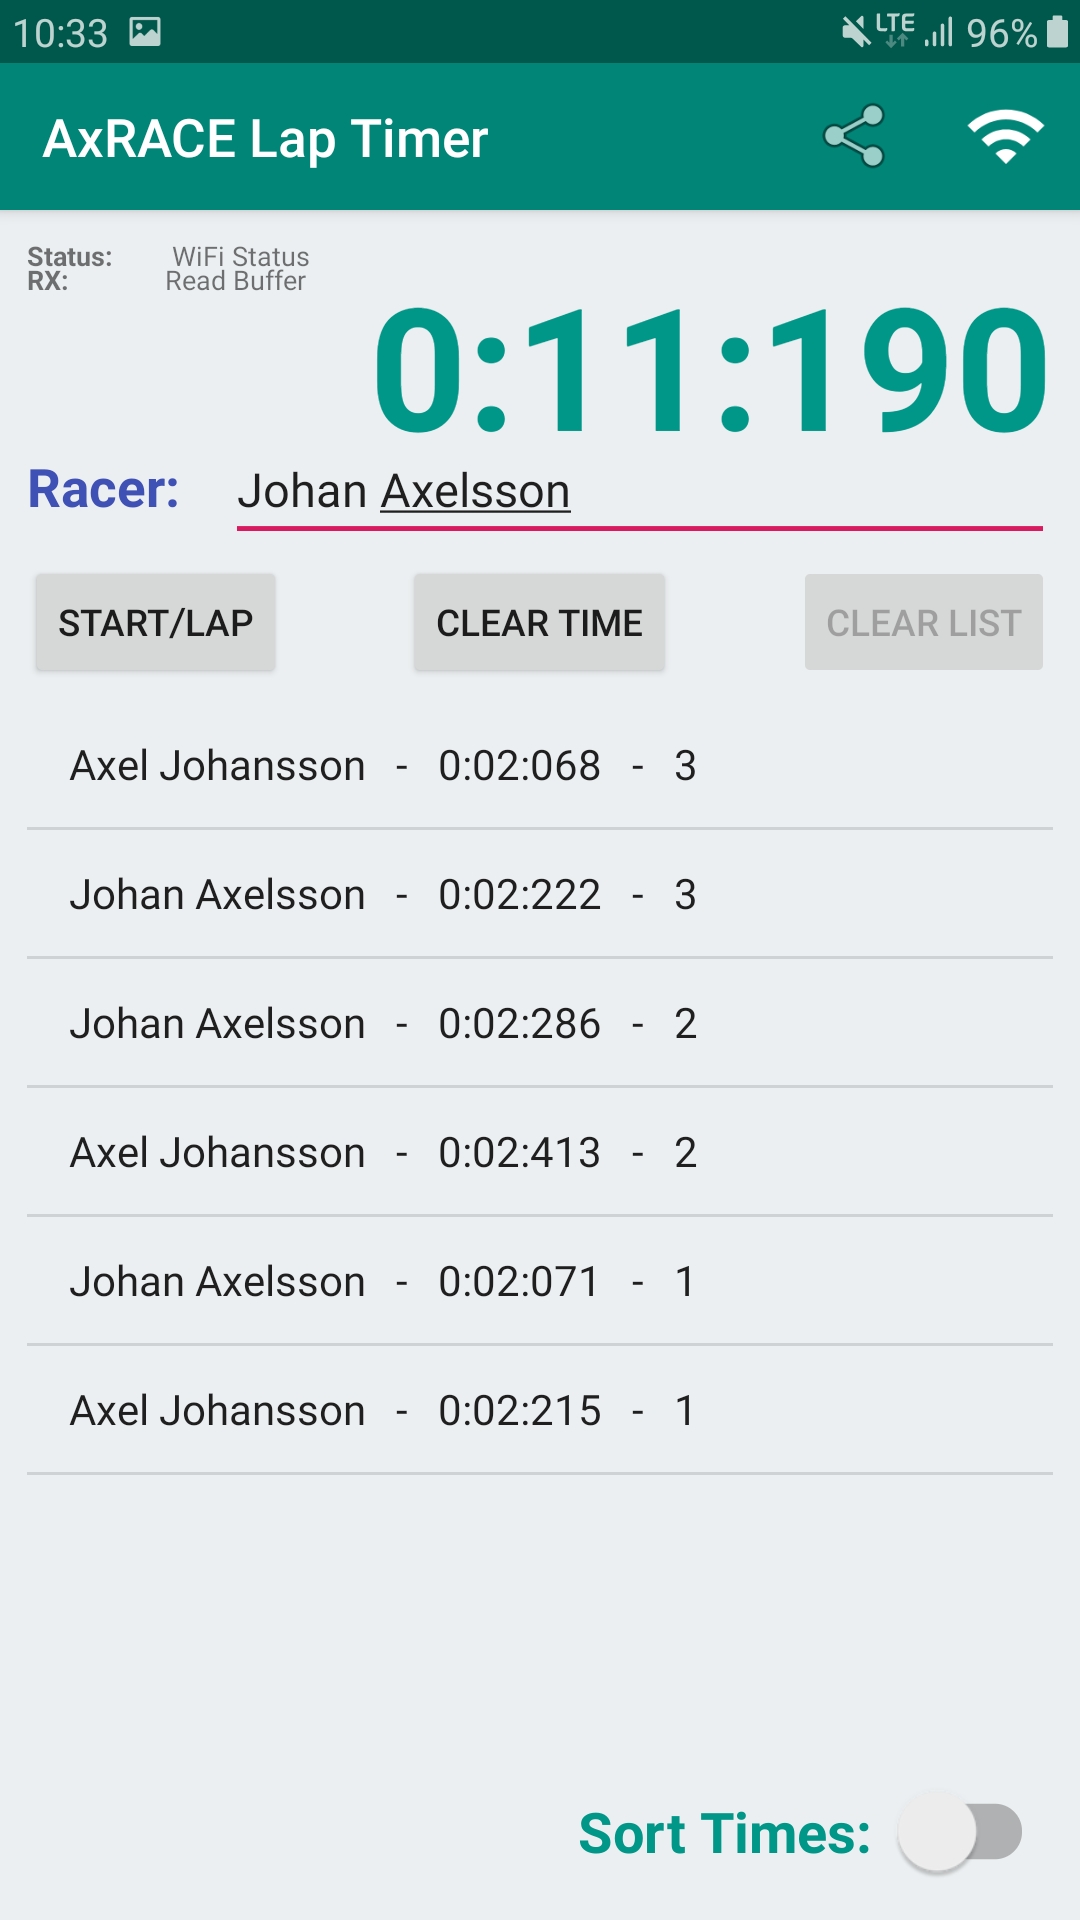 10:33 LTE 96%
AxRACE Lap Timer
Status: WiFi Status
RX: Read Buffer
0:11:190
Racer: Johan Axelsson
START/LAP CLEAR TIME CLEAR LIST
Axel Johansson - 0:02:068 - 3
Johan Axelsson - 0:02:222 - 3
Johan Axelsson - 0:02:286 - 2
Axel Johansson - 0:02:413 - 2
Johan Axelsson - 0:02:071 - 1
Axel Johansson - 0:02:215 - 1
Sort Times: